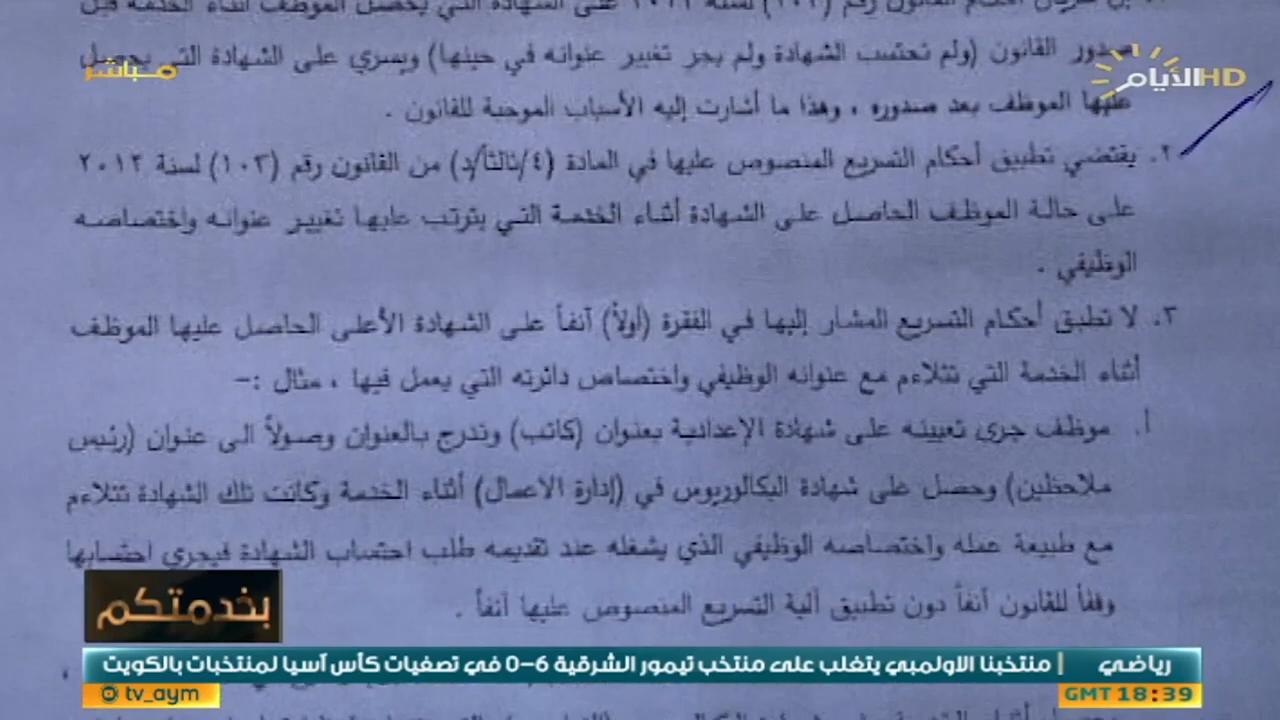 صدور القانون (ولم تحتسب الشهادة ولم يجر تغيير عنوانه في حينها) ويسري على الشهادة التي يحصل
مباشر
الأيام HD
عليها الموظف بعد صدوره ، وهذا ما أشارت إليه الأسباب الموجبة للقانون .
٢. يقتضي تطبيق أحكام التسريع المنصوص عليها في المادة (٤/ثالثاً/د) من القانون رقم (١٠٣) لسنة ٢٠١٢
على حالة الموظف الحاصل على الشهادة أثناء الخدمة التي يترتب عليها تغيير عنوانه واختصاصه
الوظيفي .
٣. لا تطبق أحكام التسريع المشار إليها في الفقرة (أولاً) آنفاً على الشهادة الأعلى الحاصل عليها الموظف
أثناء الخدمة التي تتلاءم مع عنوانه الوظيفي واختصاص دائرته التي يعمل فيها ، مثال :-
أ. موظف جرى تعيينه على شهادة الإعدادية بعنوان (كاتب) وتدرج بالعنوان وصولاً الى عنوان (رئيس
ملاحظين) وحصل على شهادة البكالوريوس في (إدارة الاعمال) أثناء الخدمة وكانت تلك الشهادة تتلاءم
مع طبيعة عمله واختصاصه الوظيفي الذي يشغله عند تقديمه طلب احتساب الشهادة فيجري احتسابها
وفقاً للقانون آنفاً دون تطبيق آلية التسريع المنصوص عليها آنفاً .
بخدمتكم
رياضي | منتخبنا الاولمبي يتغلب على منتخب تيمور الشرقية 6-0 في تصفيات كأس آسيا لمنتخبات بالكويت
tv_aym
GMT 18:39